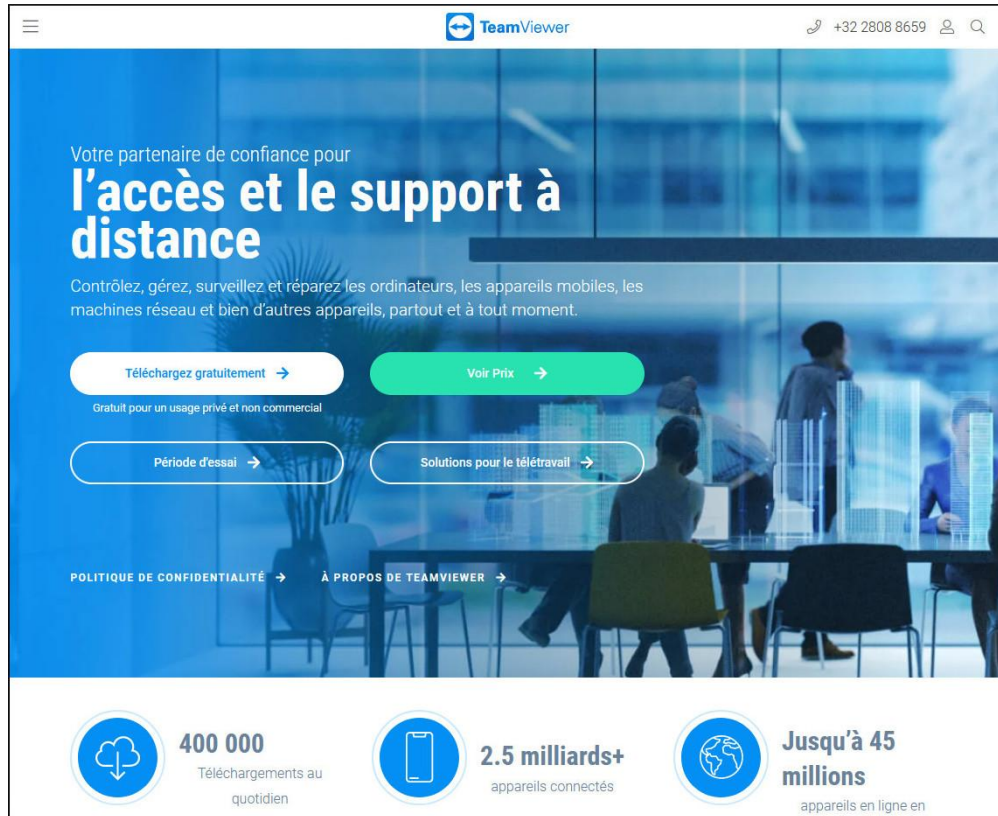 TeamViewer
+32 2808 8659
Votre partenaire de confiance pour
l’accès et le support à
distance
Contrôlez, gérez, surveillez et réparez les ordinateurs, les appareils mobiles, les
machines réseau et bien d’autres appareils, partout et à tout moment.
Téléchargez gratuitement
Voir Prix
Gratuit pour un usage privé et non commercial
Période d'essai
Solutions pour le télétravail
POLITIQUE DE CONFIDENTIALITÉ
À PROPOS DE TEAMVIEWER
400 000
Téléchargements au
quotidien
2.5 milliards+
appareils connectés
Jusqu’à 45
millions
appareils en ligne en